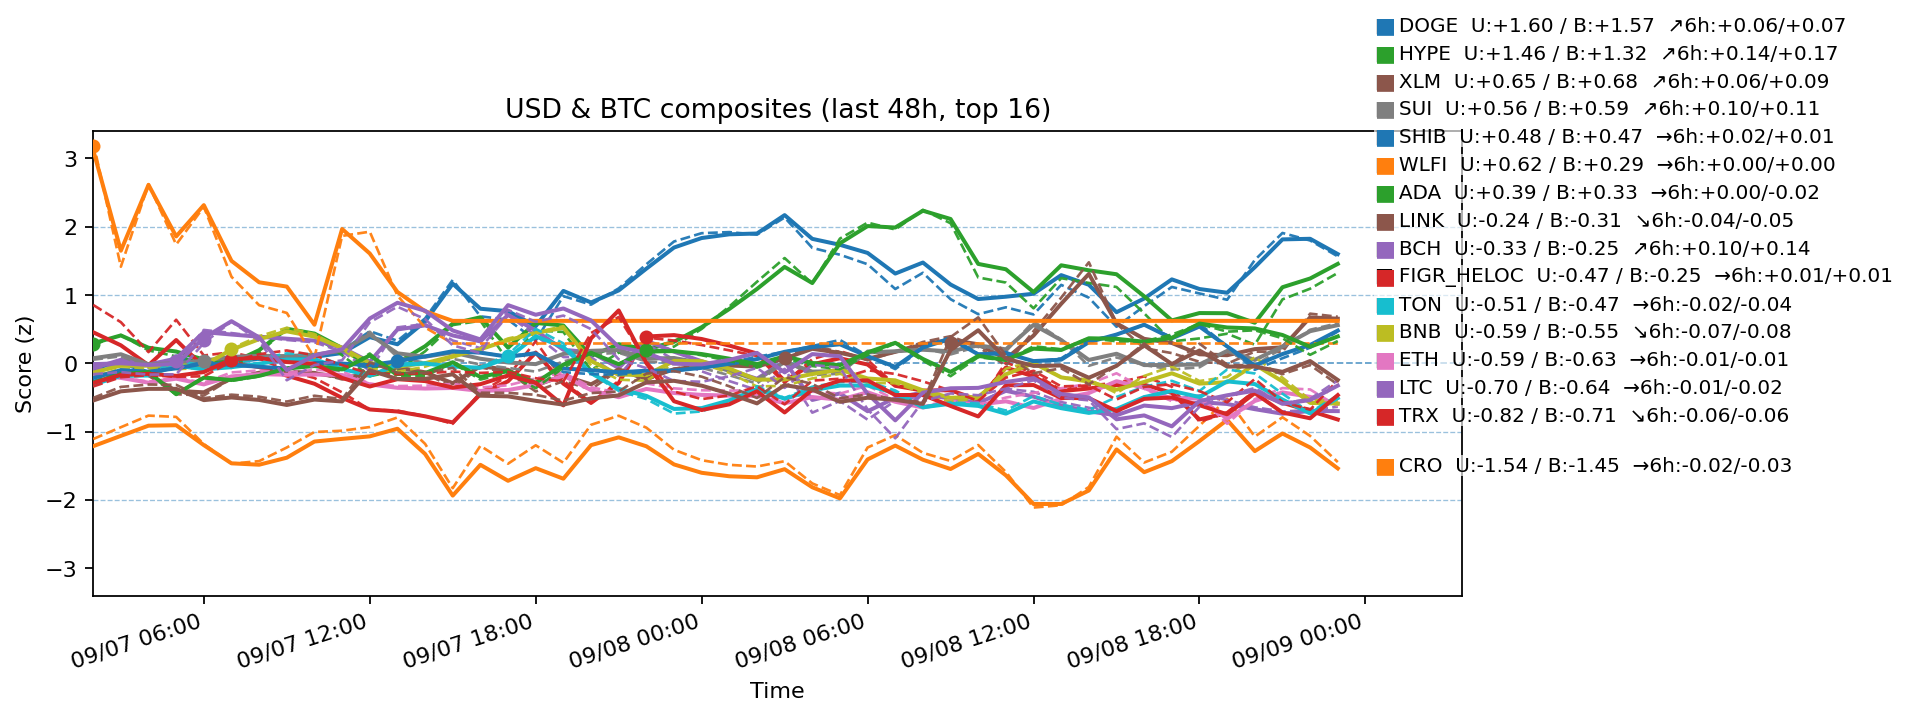 DOGE  U:+1.60 / B:+1.57  ↗6h:+0.06/+0.07
HYPE  U:+1.46 / B:+1.32  ↗6h:+0.14/+0.17
XLM  U:+0.65 / B:+0.68  ↗6h:+0.06/+0.09
USD & BTC composites (last 48h, top 16)
SUI  U:+0.56 / B:+0.59  ↗6h:+0.10/+0.11
SHIB  U:+0.48 / B:+0.47  →6h:+0.02/+0.01
WLFI  U:+0.62 / B:+0.29  →6h:+0.00/+0.00
ADA  U:+0.39 / B:+0.33  →6h:+0.00/-0.02
LINK  U:-0.24 / B:-0.31  ↘6h:-0.04/-0.05
BCH  U:-0.33 / B:-0.25  ↗6h:+0.10/+0.14
FIGR_HELOC  U:-0.47 / B:-0.25  →6h:+0.01/+0.01
TON  U:-0.51 / B:-0.47  →6h:-0.02/-0.04
BNB  U:-0.59 / B:-0.55  ↘6h:-0.07/-0.08
ETH  U:-0.59 / B:-0.63  →6h:-0.01/-0.01
LTC  U:-0.70 / B:-0.64  →6h:-0.01/-0.02
TRX  U:-0.82 / B:-0.71  ↘6h:-0.06/-0.06
CRO  U:-1.54 / B:-1.45  →6h:-0.02/-0.03
Score (z)
3
2
1
0
−1
−2
−3
09/07 06:00
09/07 12:00
09/07 18:00
09/08 00:00
09/08 06:00
09/08 12:00
09/08 18:00
09/09 00:00
Time